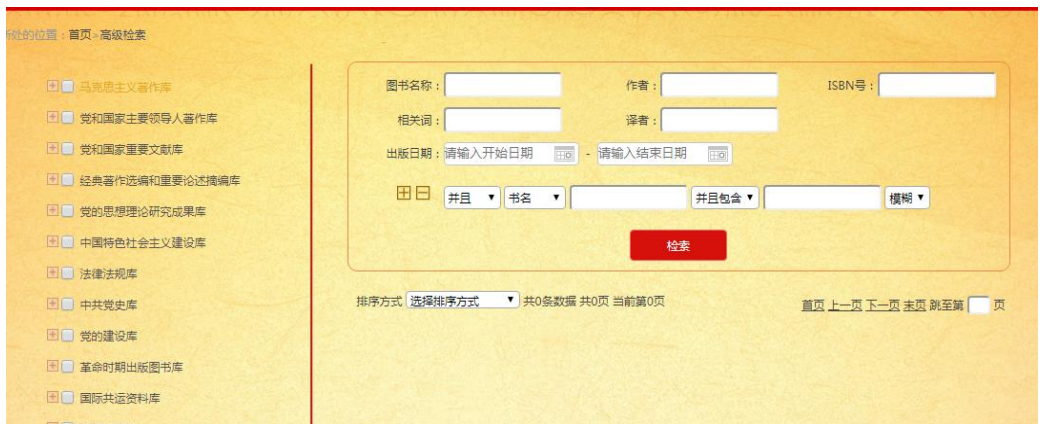 所处的位置：首页>高级检索
马克思主义著作库
党和国家主要领导人著作库
党和国家重要文献库
经典著作选编和重要论述摘编库
党的思想理论研究成果库
中国特色社会主义建设库
法律法规库
中共党史库
党的建设库
革命时期出版图书库
国际共运资料库
图书名称： 作者： ISBN号：
相关词： 译者：
出版日期：请输入开始日期 - 请输入结束日期
并且 书名 并且包含 模糊
检索
排序方式 选择排序方式 共0条数据 共0页 当前第0页 首页 上一页 下一页 末页 跳至第 页